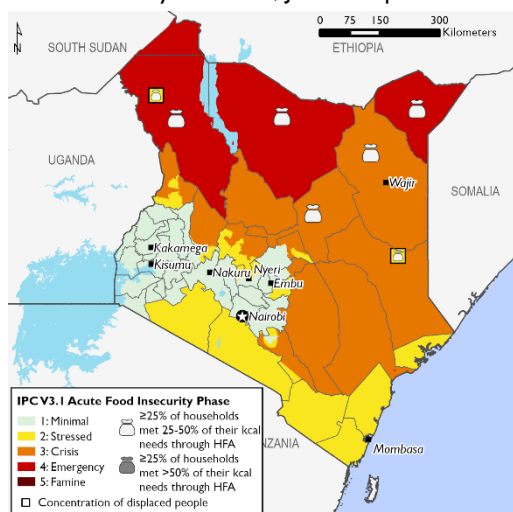 0 75 150 300
Kilometers
N
SOUTH SUDAN
ETHIOPIA
UGANDA
Wajir
SOMALIA
Kakamega
Kisumu
Nakuru
Nyeri
Embu
Nairobi
Mombasa
NZANIA
IPC V3.1 Acute Food Insecurity Phase
1: Minimal
2: Stressed
3: Crisis
4: Emergency
5: Famine
Concentration of displaced people
≥25% of households
met 25-50% of their kcal
needs through HFA
≥25% of households
met >50% of their kcal
needs through HFA